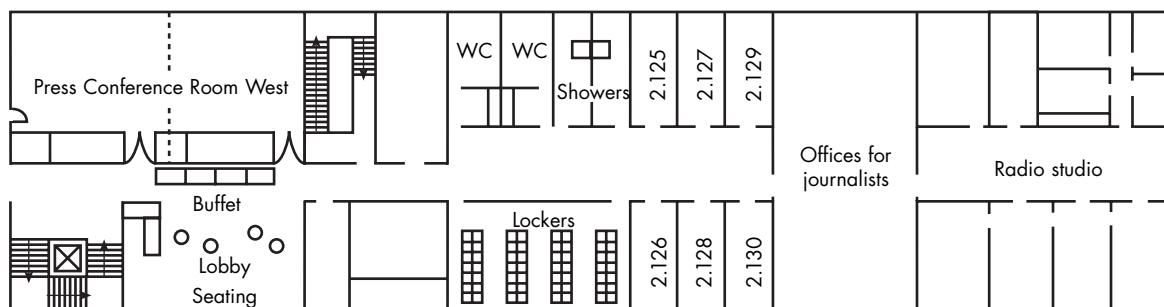 WC
WC
2.125
2.127
2.129
Press Conference Room West
Showers
Offices for
journalists
Radio studio
Buffet
Lockers
2.126
2.128
2.130
Lobby
Seating